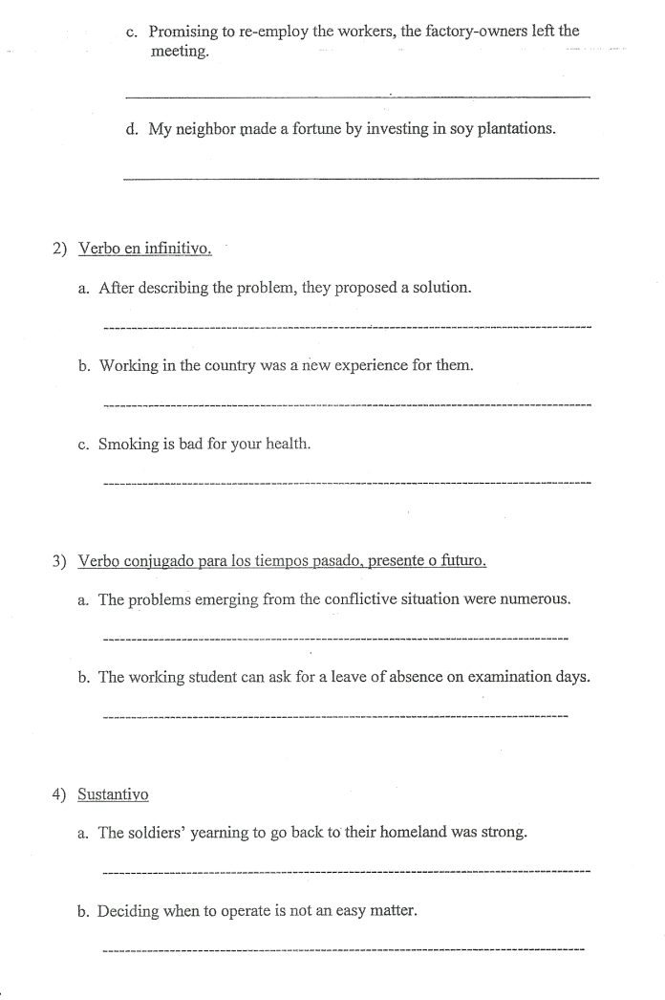 c. Promising to re-employ the workers, the factory-owners left the
meeting.
d. My neighbor made a fortune by investing in soy plantations.
2) Verbo en infinitivo.
a. After describing the problem, they proposed a solution.
b. Working in the country was a new experience for them.
c. Smoking is bad for your health.
3) Verbo conjugado para los tiempos pasado, presente o futuro.
a. The problems emerging from the conflictive situation were numerous.
b. The working student can ask for a leave of absence on examination days.
4) Sustantivo
a. The soldiers' yearning to go back to their homeland was strong.
b. Deciding when to operate is not an easy matter.